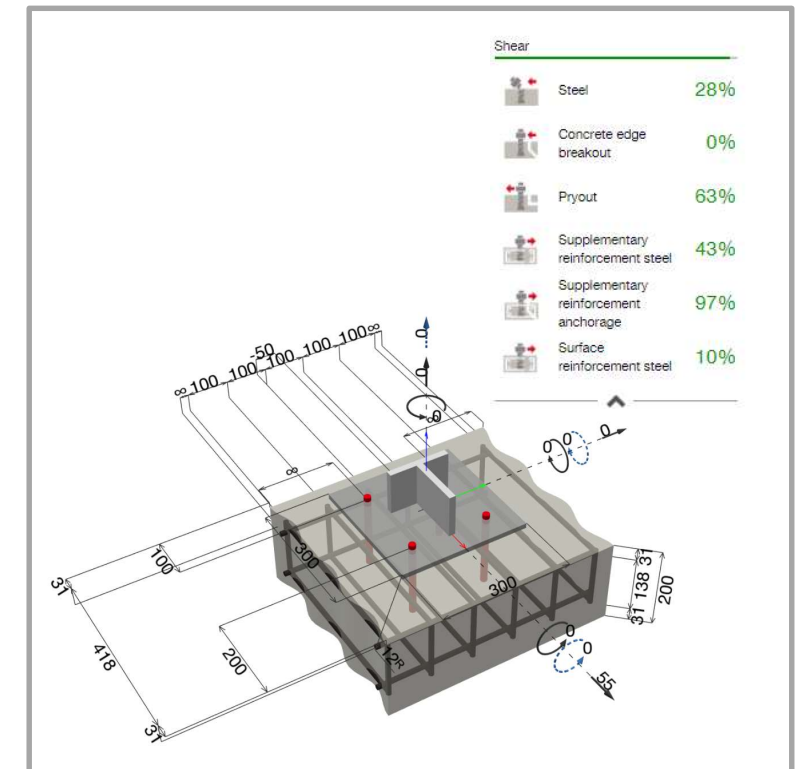 Shear
Steel 28%
Concrete edge
breakout 0%
Pryout 63%
Supplementary
reinforcement steel 43%
Supplementary
reinforcement
anchorage 97%
Surface
reinforcement steel 10%
∞ 100 100 -50 100 100 100 ∞
0
0
0
∞
0 0 0
∞
100
31
300
418
200
31
12R
300
31
138
31
200
0
0
55